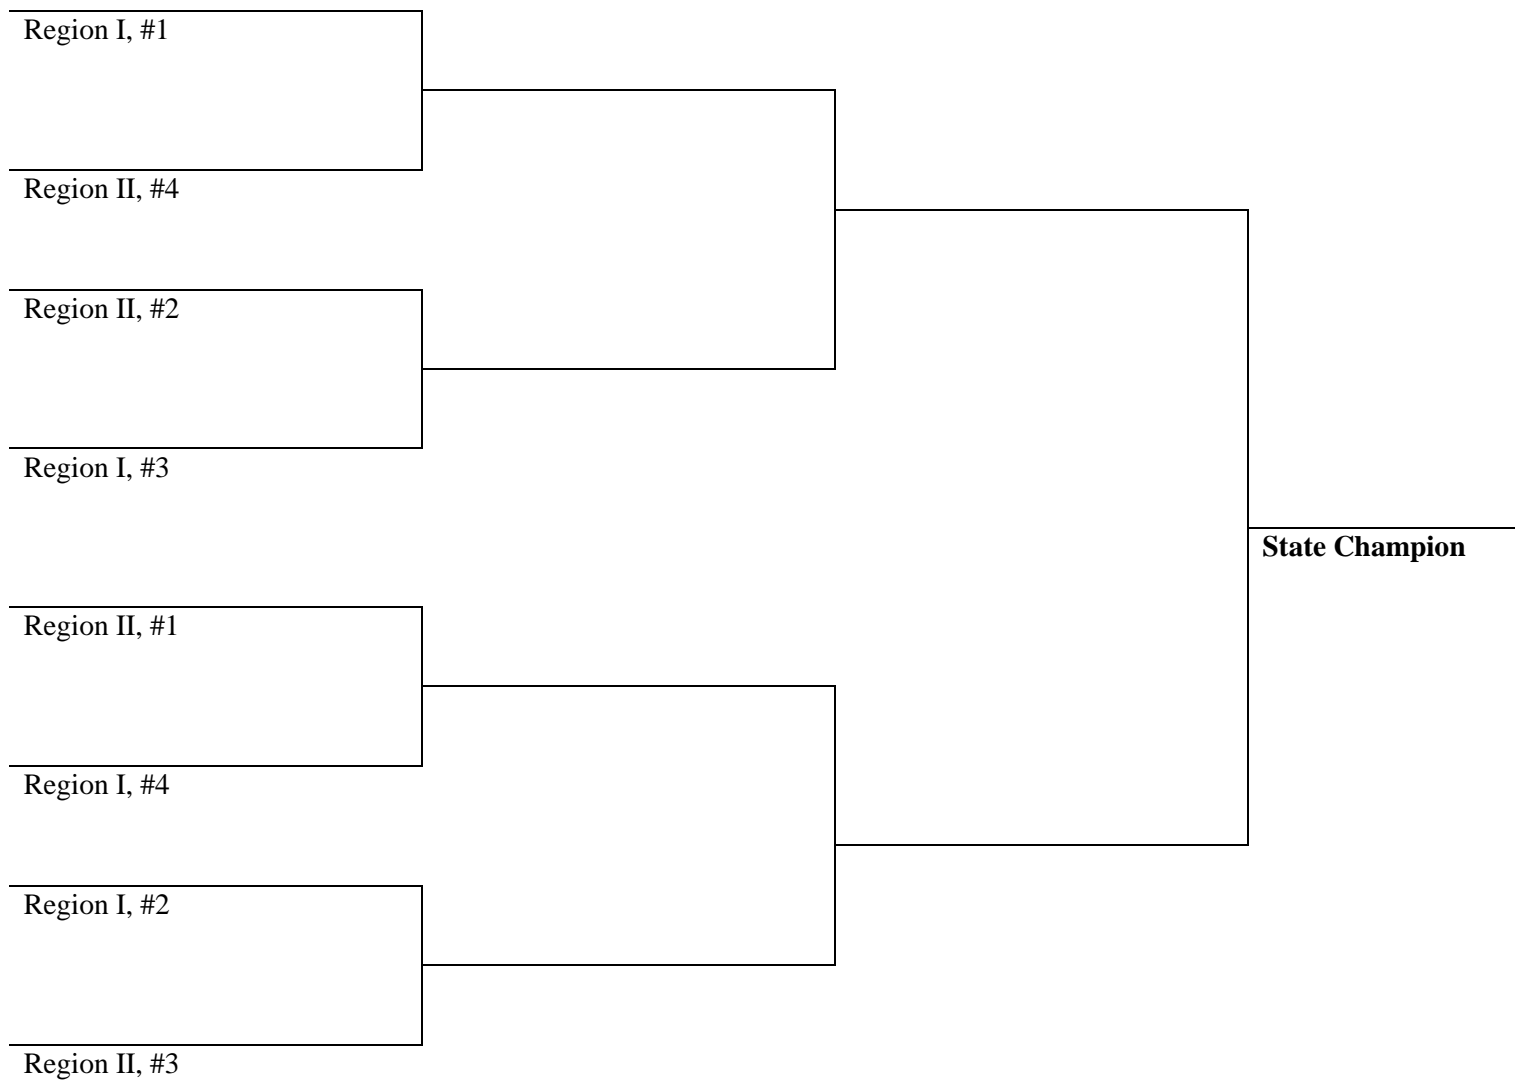 Region I, #1
Region II, #4
Region II, #2
Region I, #3
State Champion
Region II, #1
Region I, #4
Region I, #2
Region II, #3